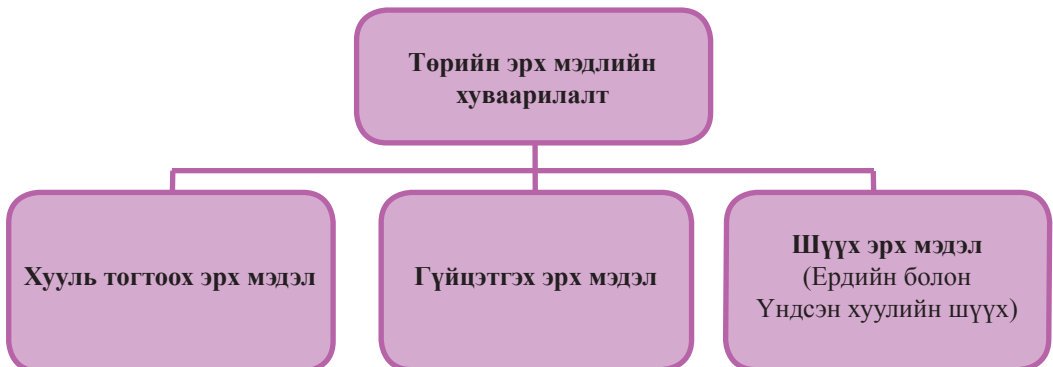 Төрийн эрх мэдлийн
хуваарилалт
Хууль тогтоох эрх мэдэл
Гүйцэтгэх эрх мэдэл
Шүүх эрх мэдэл
(Ердийн болон
Үндсэн хуулийн шүүх)